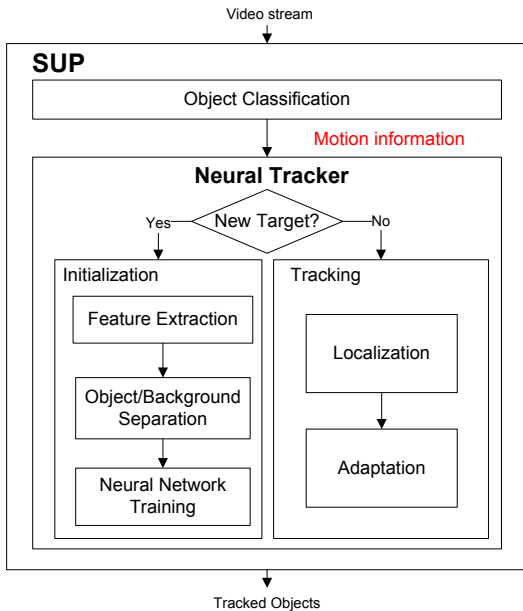 Video stream
SUP
Object Classification
Motion information
Neural Tracker
New Target?
Yes
No
Initialization
Feature Extraction
Object/Background
Separation
Neural Network
Training
Tracking
Localization
Adaptation
Tracked Objects